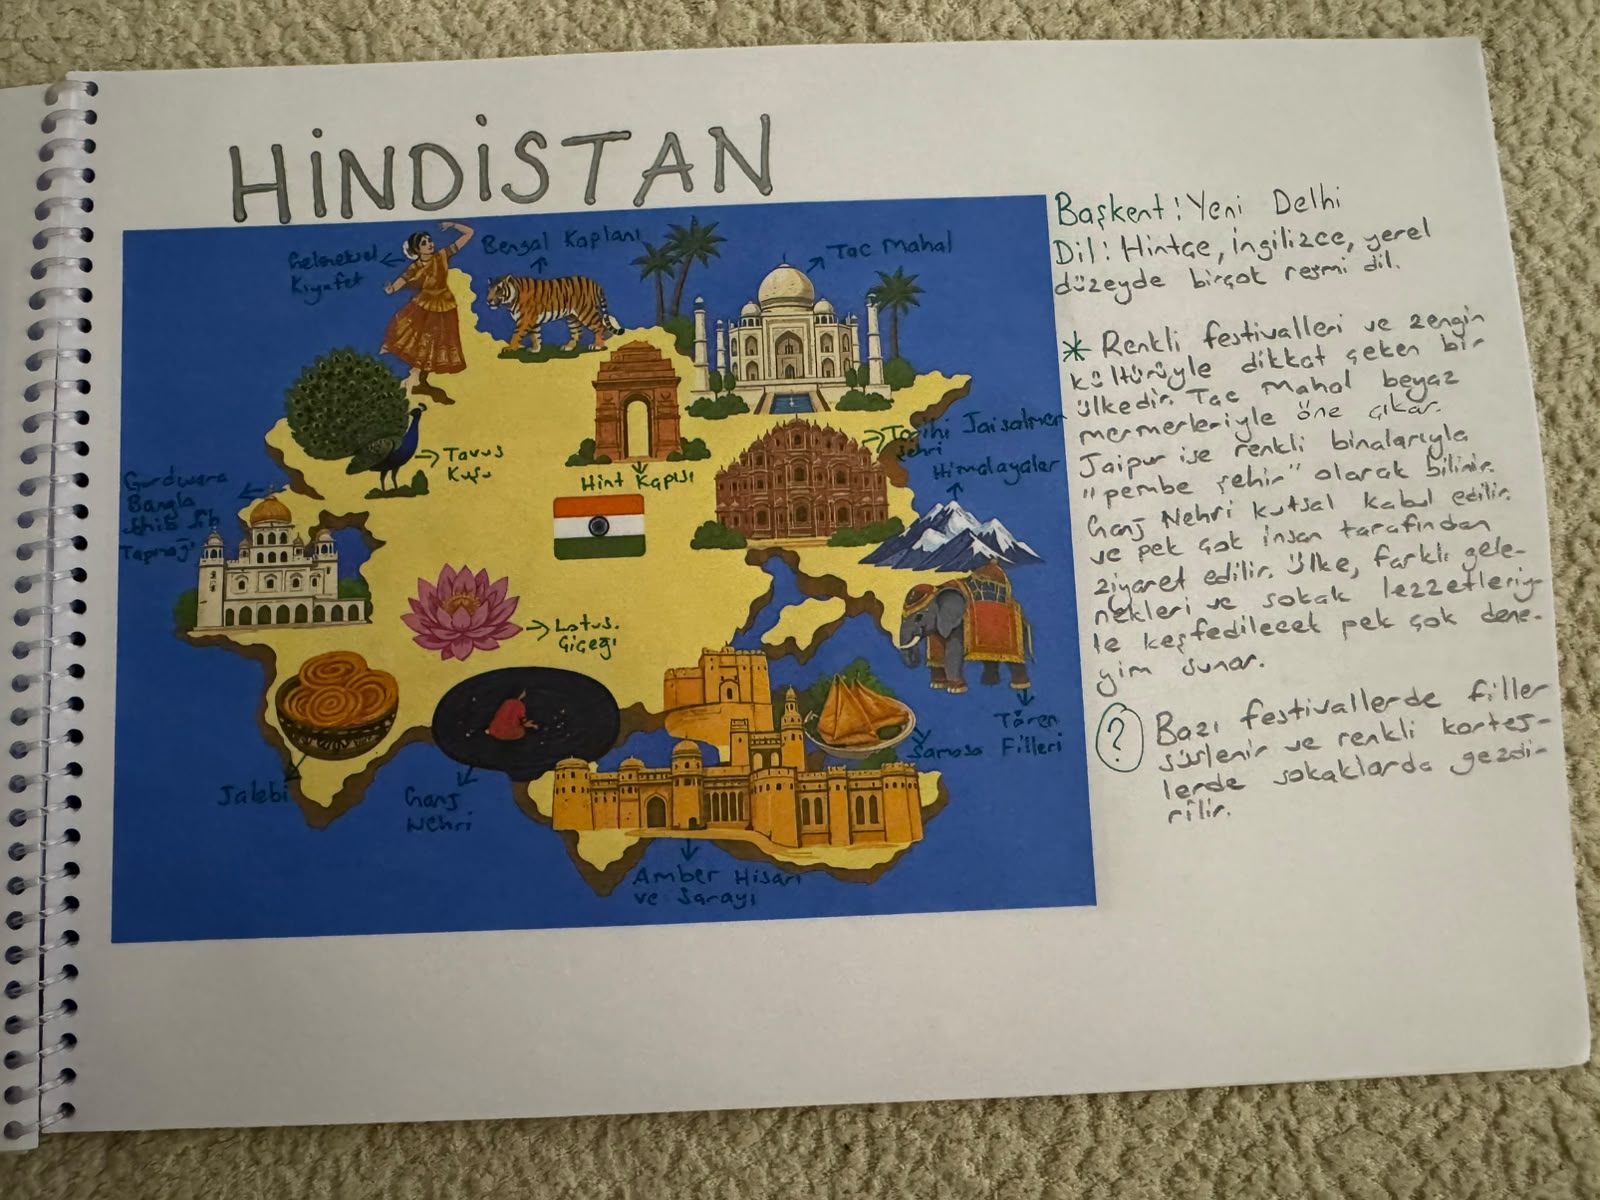 HİNDİSTAN
Geleneksel
Kıyafet
Bengal Kaplanı
Tac Mahal
Tavus
Kuşu
Hint Kapısı
Tarihi Jaisalmer
şehri
Himalayalar
Gurdwara
Bangla
Tapınağı
Lotus
Çiçeği
Jalebi
Ganj
Nehri
Amber Hisarı
ve Sarayı
Samosa
Tören
Filleri
Başkent: Yeni Delhi
Dil: Hintçe, ingilizce, yerel
düzeyde birçok resmi dil.
* Renkli festivalleri ve zengin
kültürüyle dikkat çeken bir
ülkedir. Tac Mahal beyaz
mermerleriyle öne çıkar.
Jaipur ise renkli binalarıyla
"pembe şehir" olarak bilinir.
Ganj Nehri kutsal kabul edilir.
ve pek çok insan tarafından
ziyaret edilir. Ülke, farklı gele-
nekleri ve sokak lezzetleriy-
le keşfedilecek pek çok dene-
yim sunar.
? Bazı festivallerde filler
süslenir ve renkli kortej-
lerde sokaklarda gezdi-
rilir.